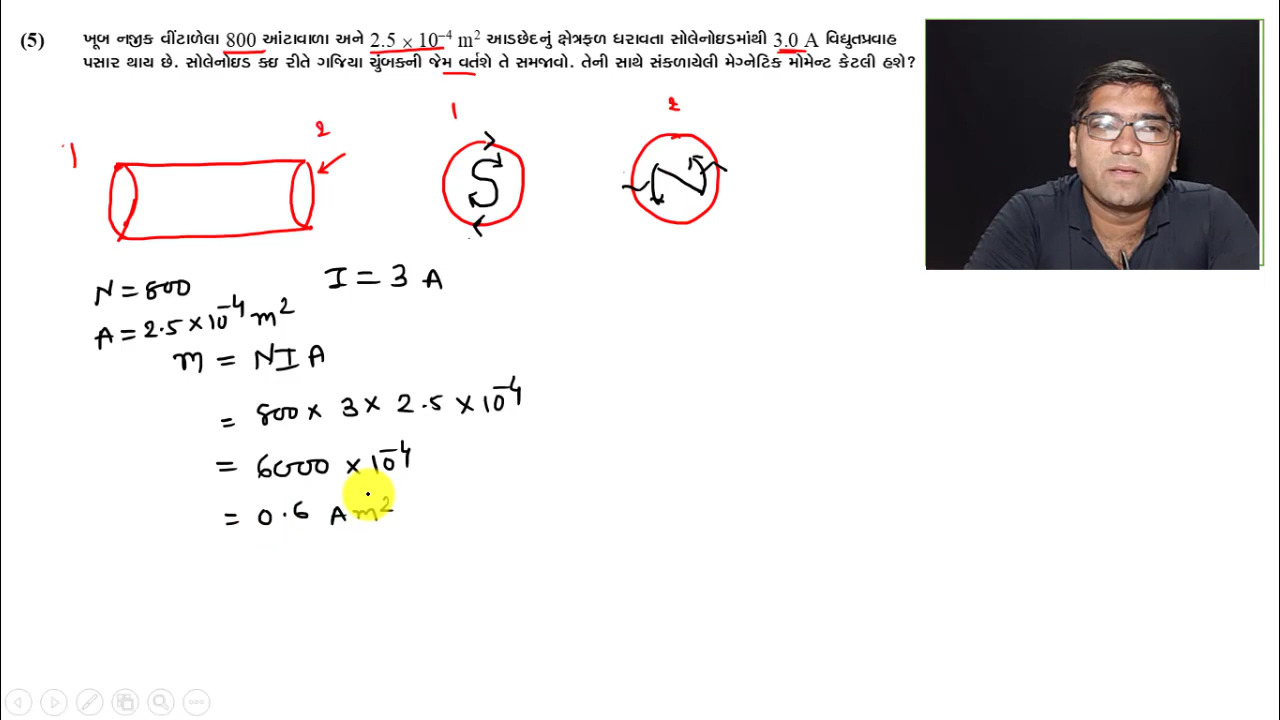 (5) ખૂબ નજીક વીંટાળેલા 800 આંટાવાળા અને 2.5 × 10⁻⁴ m² આડછેદનું ક્ષેત્રફળ ધરાવતા સોલેનોઇડમાંથી 3.0 A વિદ્યુતપ્રવાહ
પસાર થાય છે. સોલેનોઇડ કઇ રીતે ગજિયા ચુંબકની જેમ વર્તશે તે સમજાવો. તેની સાથે સંકળાયેલી મેગ્નેટિક મોમેન્ટ કેટલી હશે?
1 2
1 2
S N
N = 800 I = 3 A
A = 2.5 × 10⁻⁴ m²
m = NIA
= 800 × 3 × 2.5 × 10⁻⁴
= 6000 × 10⁻⁴
= 0.6 Am²